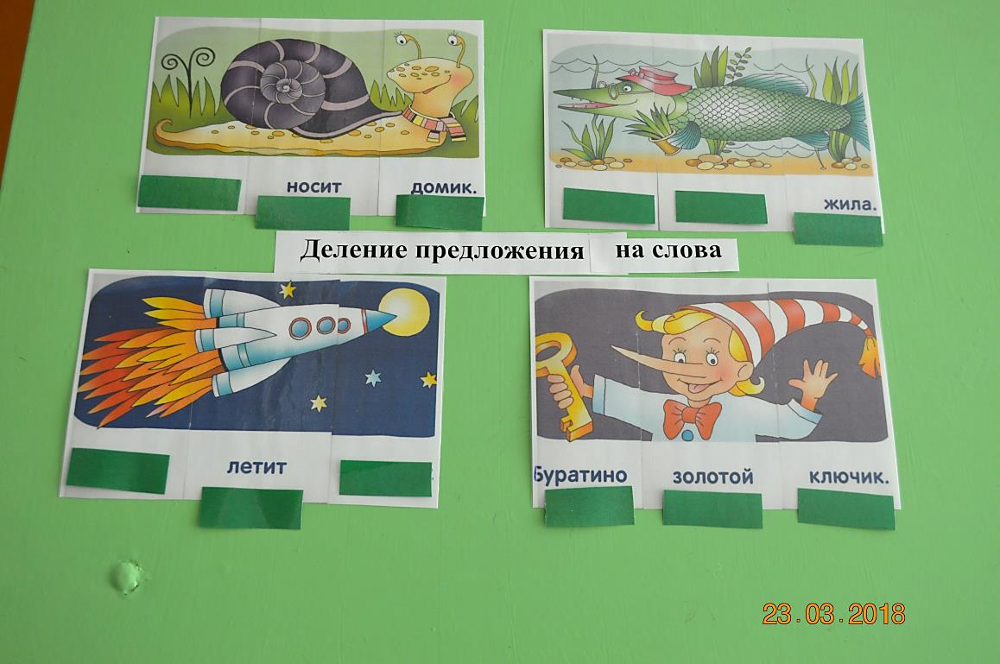 носит домик.
жила.
Деление предложения на слова
летит
Буратино золотой ключик.
23.03.2018